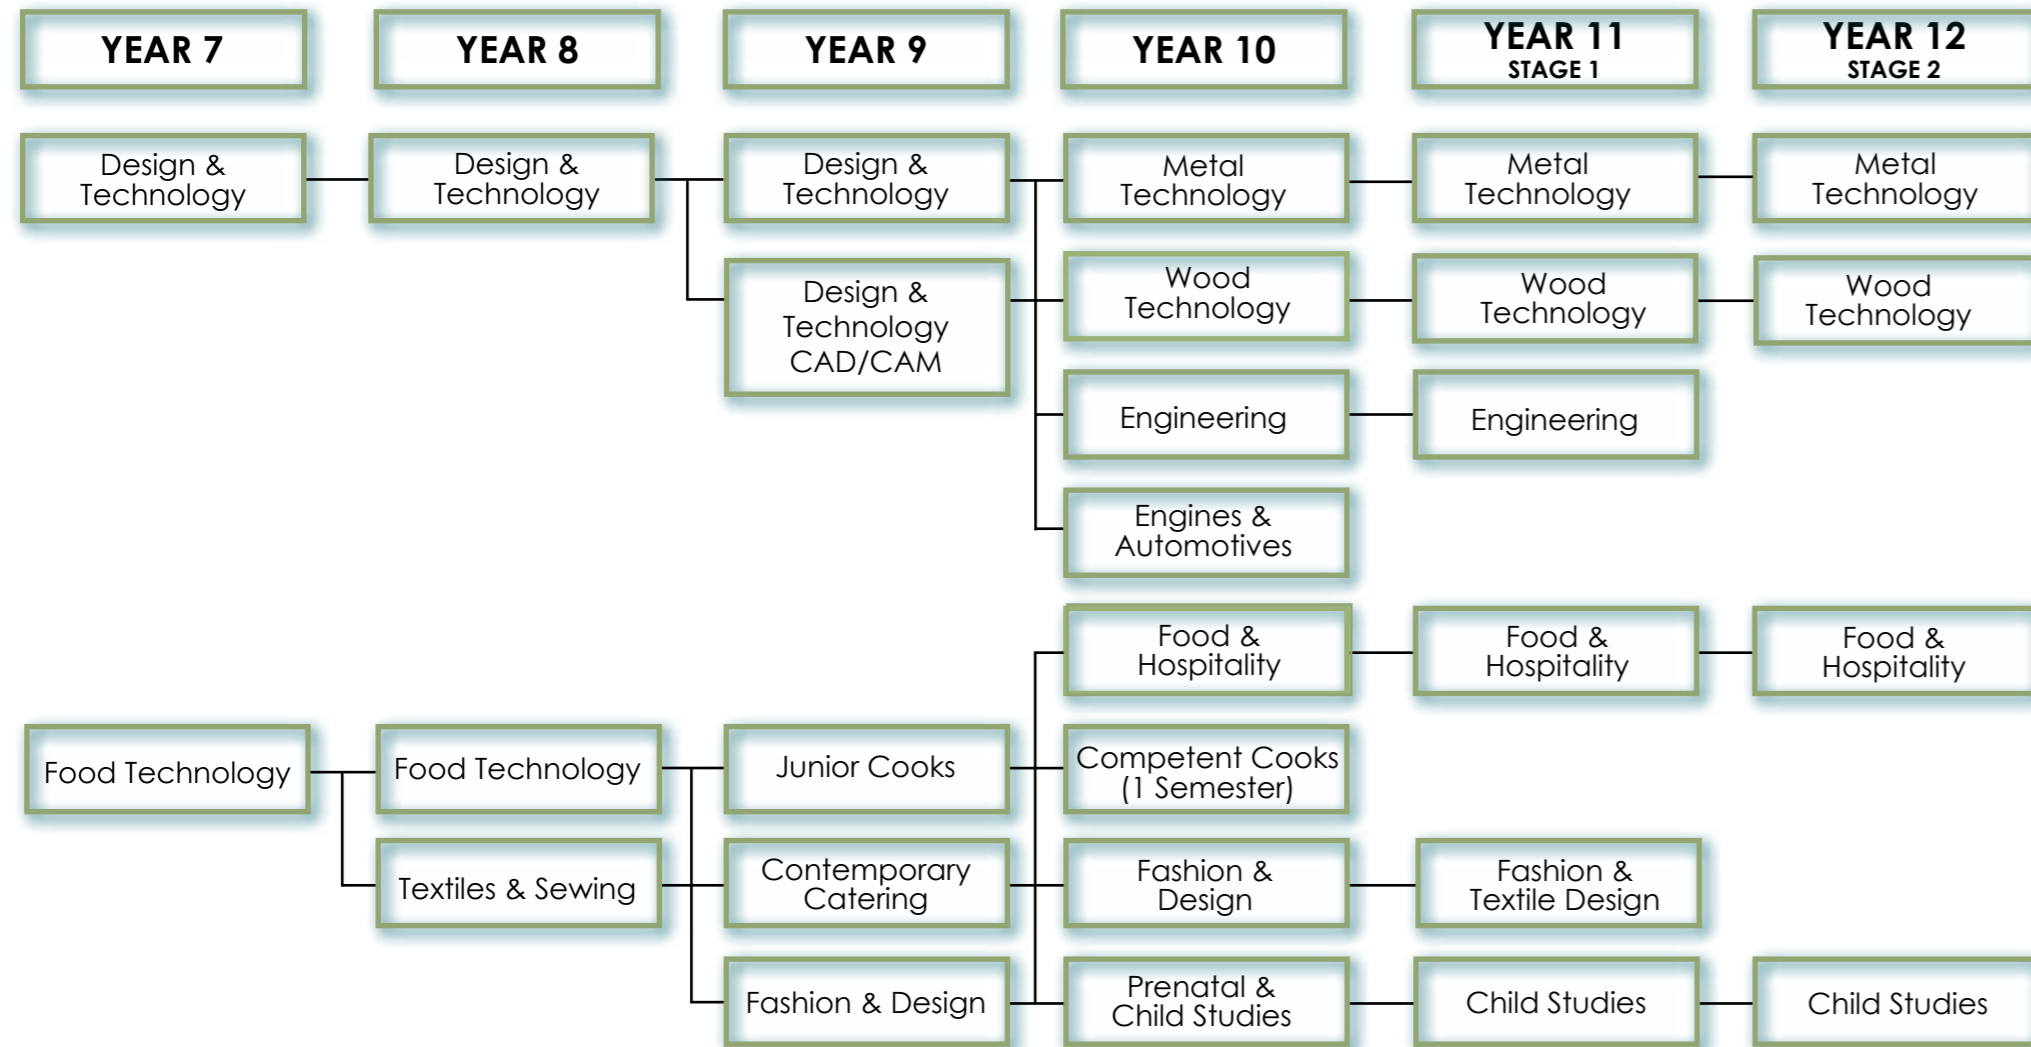 YEAR 7
YEAR 8
YEAR 9
YEAR 10
YEAR 11
STAGE 1
YEAR 12
STAGE 2
Design &
Technology
Design &
Technology
Design &
Technology
Metal
Technology
Metal
Technology
Metal
Technology
Design &
Technology
CAD/CAM
Wood
Technology
Wood
Technology
Wood
Technology
Engineering
Engineering
Engines &
Automotives
Food &
Hospitality
Food &
Hospitality
Food &
Hospitality
Food Technology
Food Technology
Junior Cooks
Competent Cooks
(1 Semester)
Textiles & Sewing
Contemporary
Catering
Fashion &
Design
Fashion &
Textile Design
Fashion & Design
Prenatal &
Child Studies
Child Studies
Child Studies